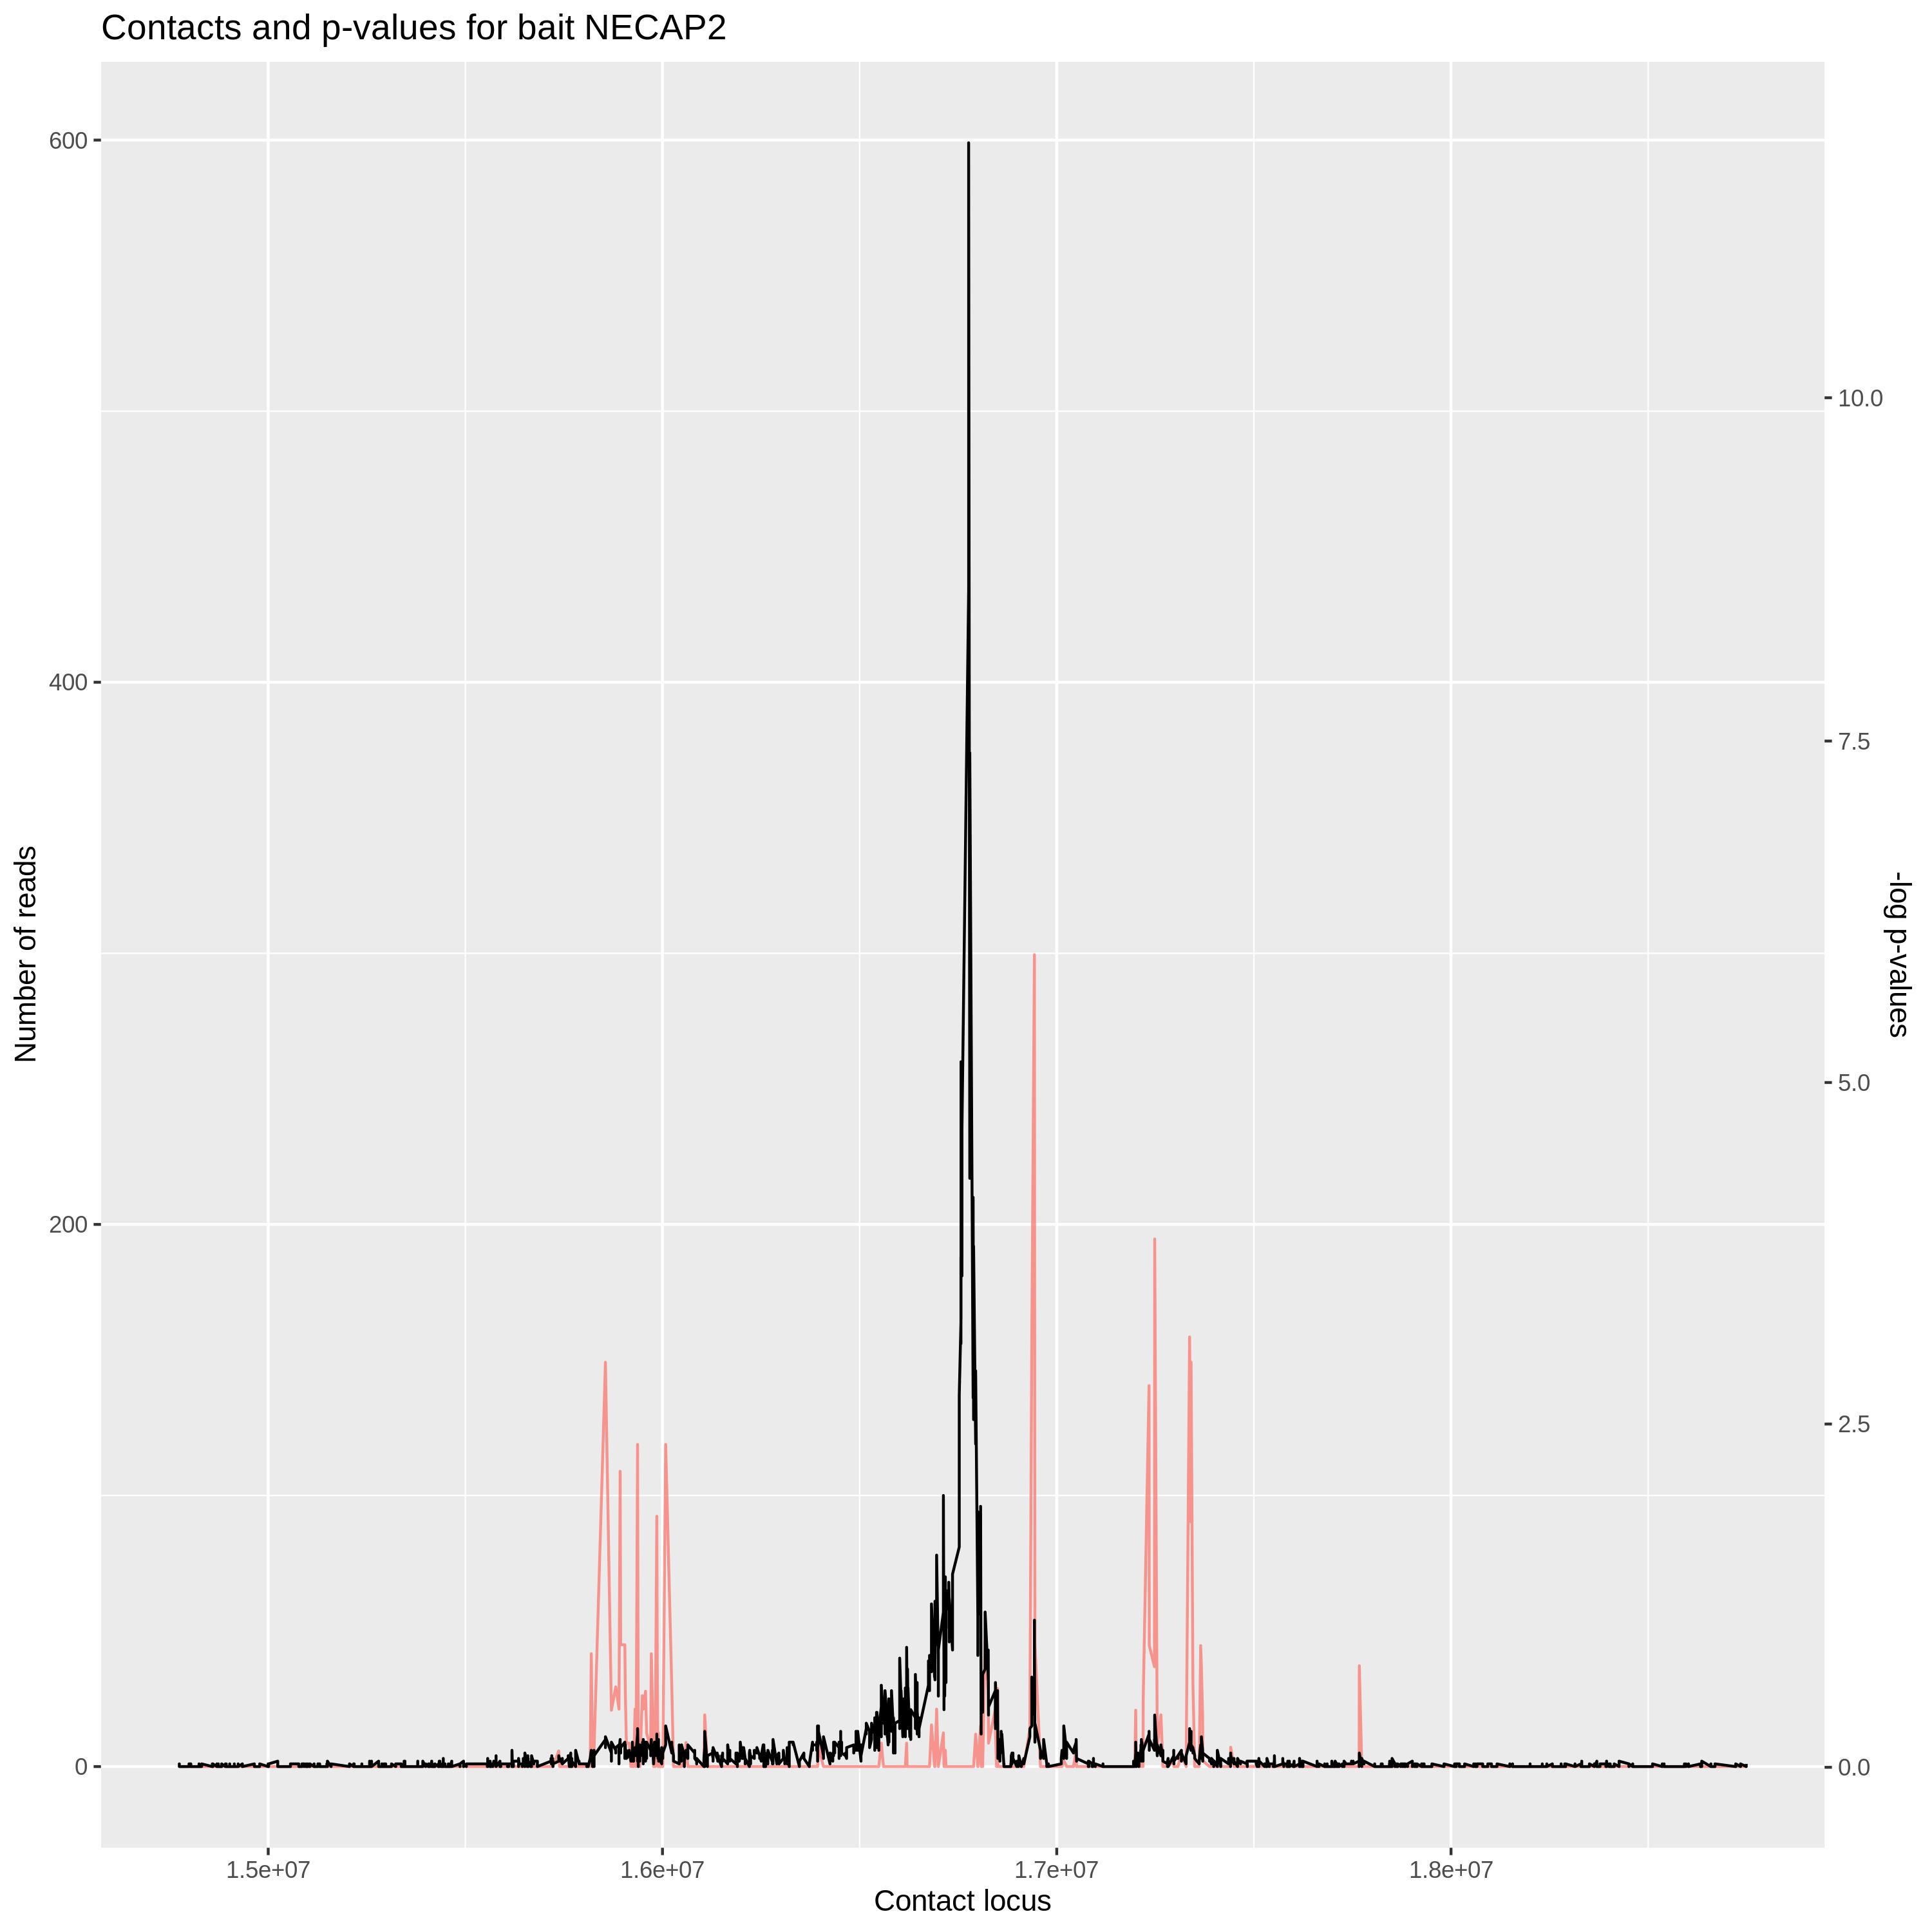 Contacts and p-values for bait NECAP2
600
400
200
0
Number of reads
10.0
7.5
5.0
2.5
0.0
-log p-values
1.5e+07
1.6e+07
1.7e+07
1.8e+07
Contact locus